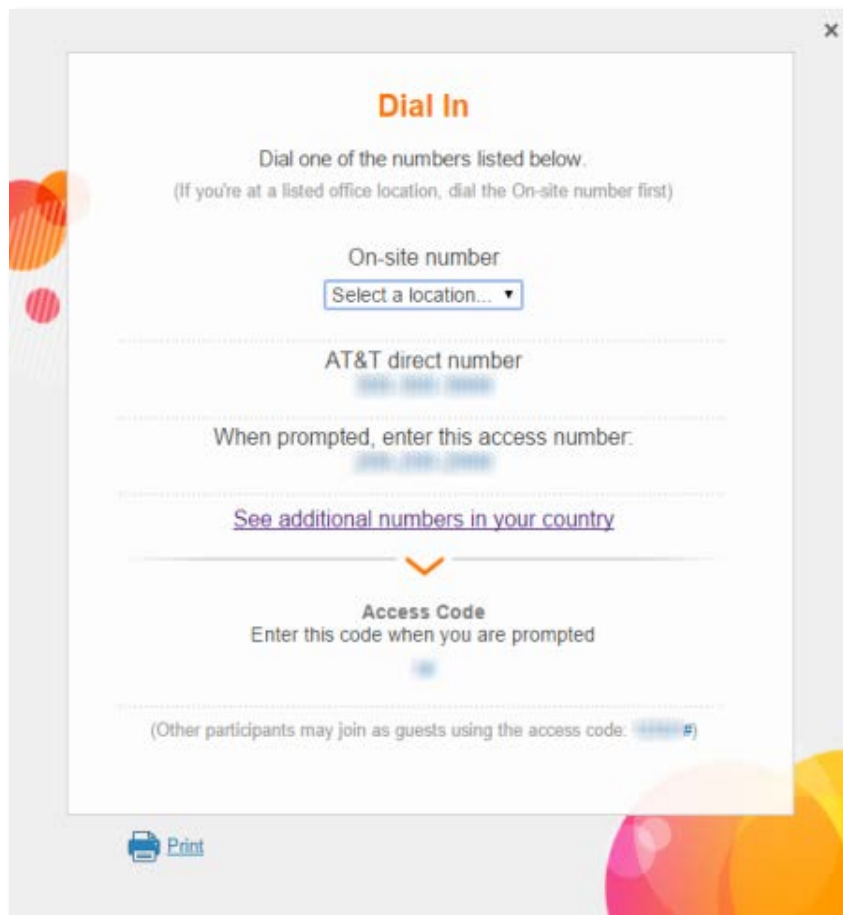 ×
Dial In
Dial one of the numbers listed below.
(If you're at a listed office location, dial the On-site number first)
On-site number
Select a location... ▼
AT&T direct number
When prompted, enter this access number:
See additional numbers in your country
Access Code
Enter this code when you are prompted
(Other participants may join as guests using the access code: #)
Print